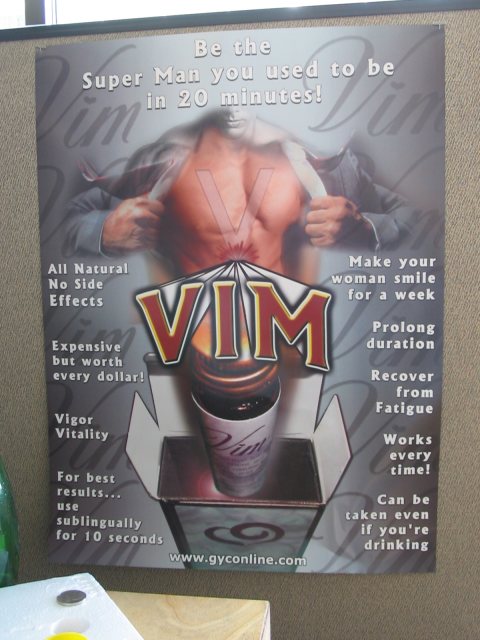 Be the
Super Man you used to be
in 20 minutes!
V
All Natural
No Side
Effects
Expensive
but worth
every dollar!
Vigor
Vitality
For best
results...
use
sublingually
for 10 seconds
VIM
Vim
Make your
woman smile
for a week
Prolong
duration
Recover
from
Fatigue
Works
every
time!
Can be
taken even
if you're
drinking
www.gyconline.com
Vim
Vim